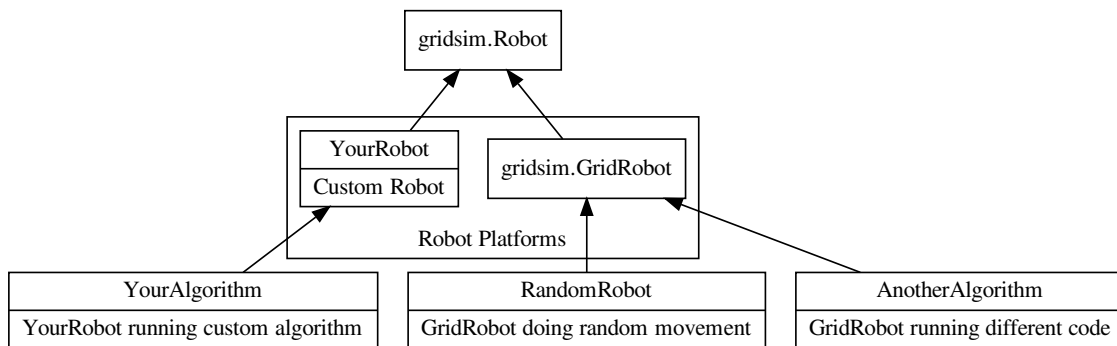 gridsim.Robot
YourRobot
Custom Robot
gridsim.GridRobot
Robot Platforms
YourAlgorithm
YourRobot running custom algorithm
RandomRobot
GridRobot doing random movement
AnotherAlgorithm
GridRobot running different code